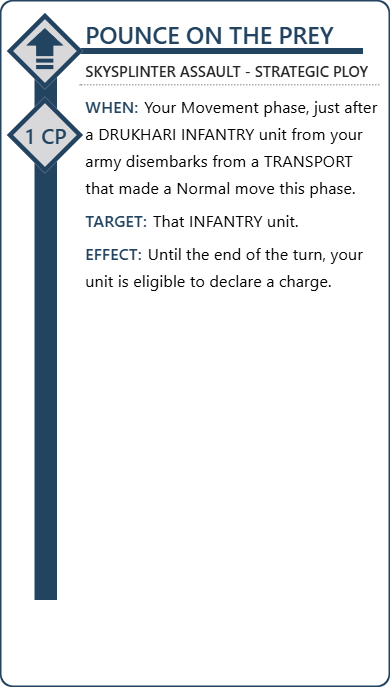 POUNCE ON THE PREY
SKYSPLINTER ASSAULT - STRATEGIC PLOY
1 CP
WHEN: Your Movement phase, just after
a DRUKHARI INFANTRY unit from your
army disembarks from a TRANSPORT
that made a Normal move this phase.
TARGET: That INFANTRY unit.
EFFECT: Until the end of the turn, your
unit is eligible to declare a charge.